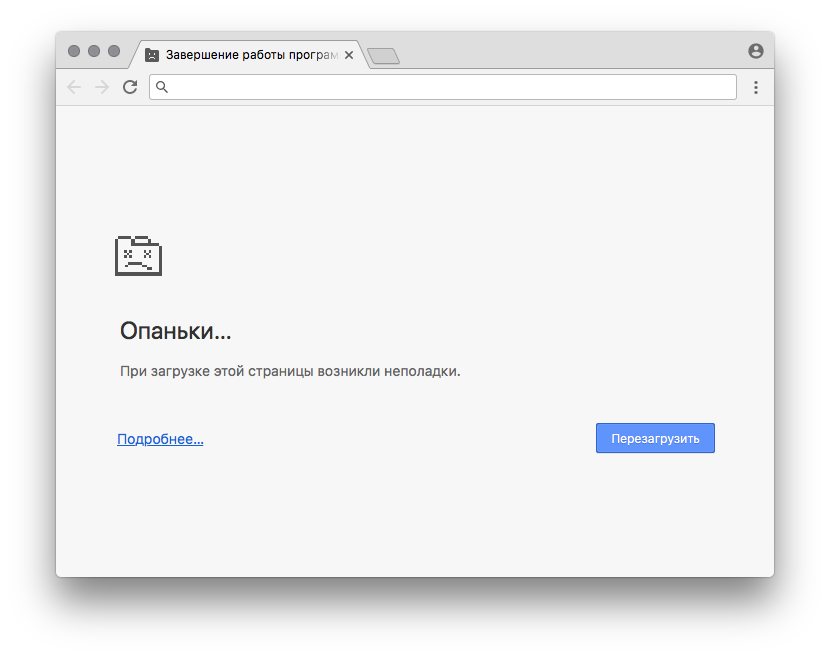 Завершение работы програм
Опаньки...
При загрузке этой страницы возникли неполадки.
Подробнее...
Перезагрузить